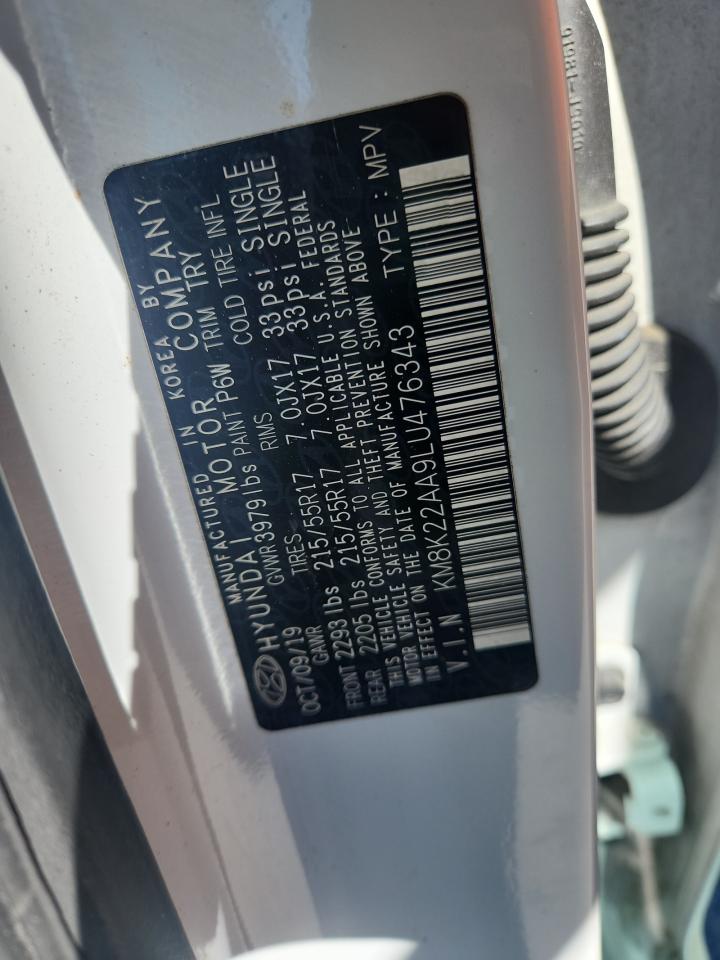 MANUFACTURED IN KOREA BY
HYUNDAI MOTOR COMPANY
OCT/09/19 GVWR 3979lbs PAINT P6W TRIM TRY
GAWR TIRES RIMS COLD TIRE INFL
FRONT 2293 lbs 215/55R17 7.0JX17 33psi SINGLE
REAR 2205 lbs 215/55R17 7.0JX17 33psi SINGLE
THIS VEHICLE CONFORMS TO ALL APPLICABLE U.S.A. FEDERAL
MOTOR VEHICLE SAFETY AND THEFT PREVENTION STANDARDS
IN EFFECT ON THE DATE OF MANUFACTURE SHOWN ABOVE
V.I.N KM8K22AA9LU476343 TYPE : MPV